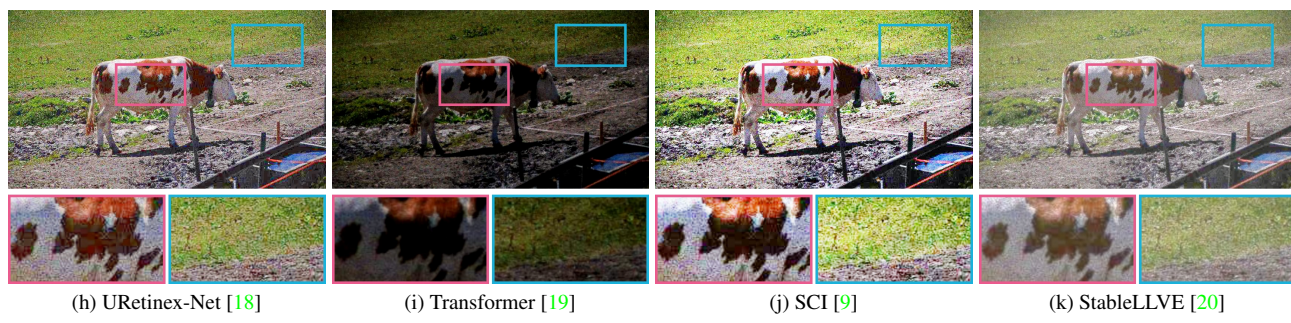 (h) URetinex-Net [18]
(i) Transformer [19]
(j) SCI [9]
(k) StableLLVE [20]